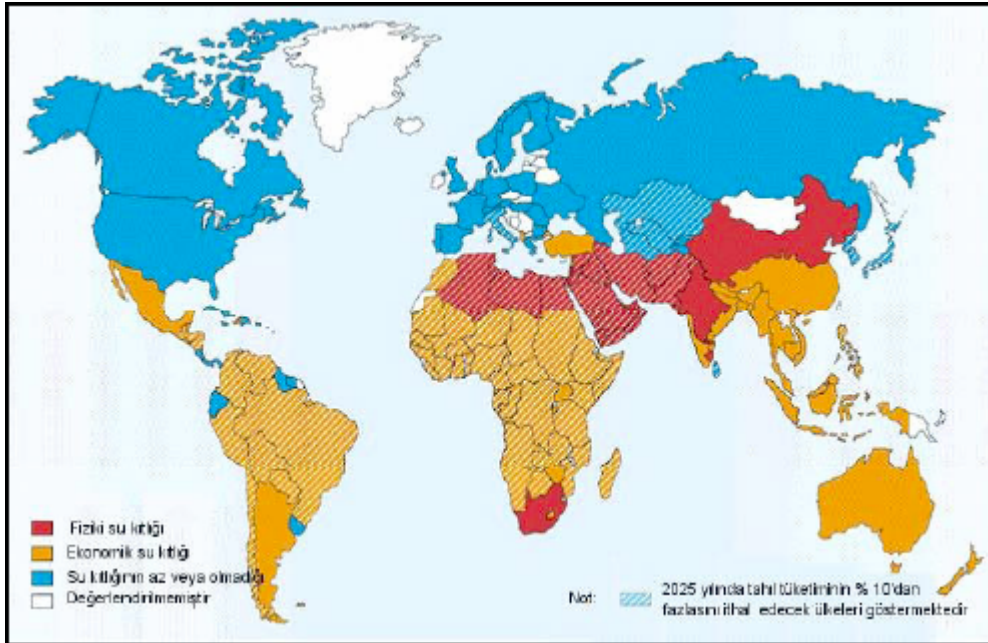 Fiziki su kıtlığı
Ekonomik su kıtlığı
Su kıtlığının az veya olmadığı
Değerlendirilmemiştir
Not:
2025 yılında tahıl tüketiminin % 10'dan
fazlasını ithal edecek ülkeleri göstermektedir